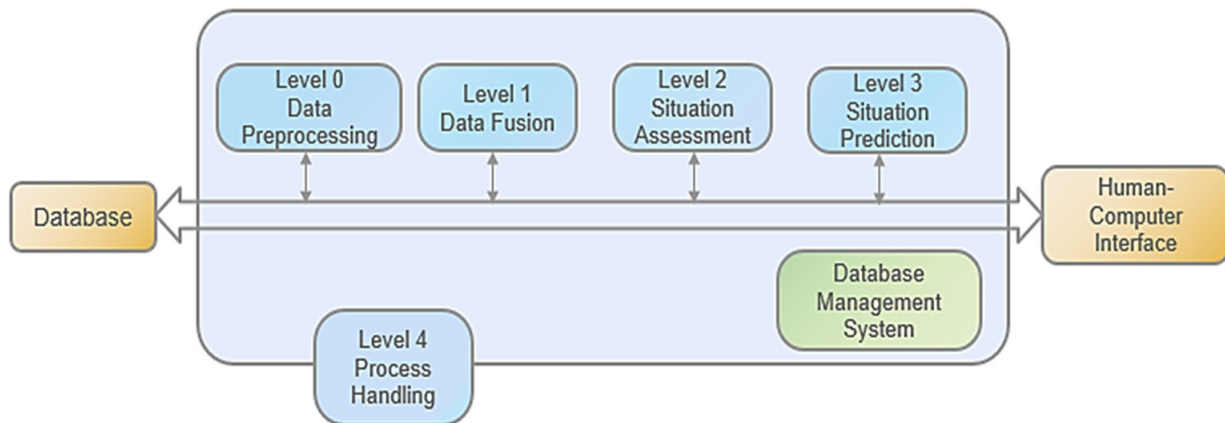 Level 0
Data
Preprocessing
Level 1
Data Fusion
Level 2
Situation
Assessment
Level 3
Situation
Prediction
Database
Human-
Computer
Interface
Database
Management
System
Level 4
Process
Handling